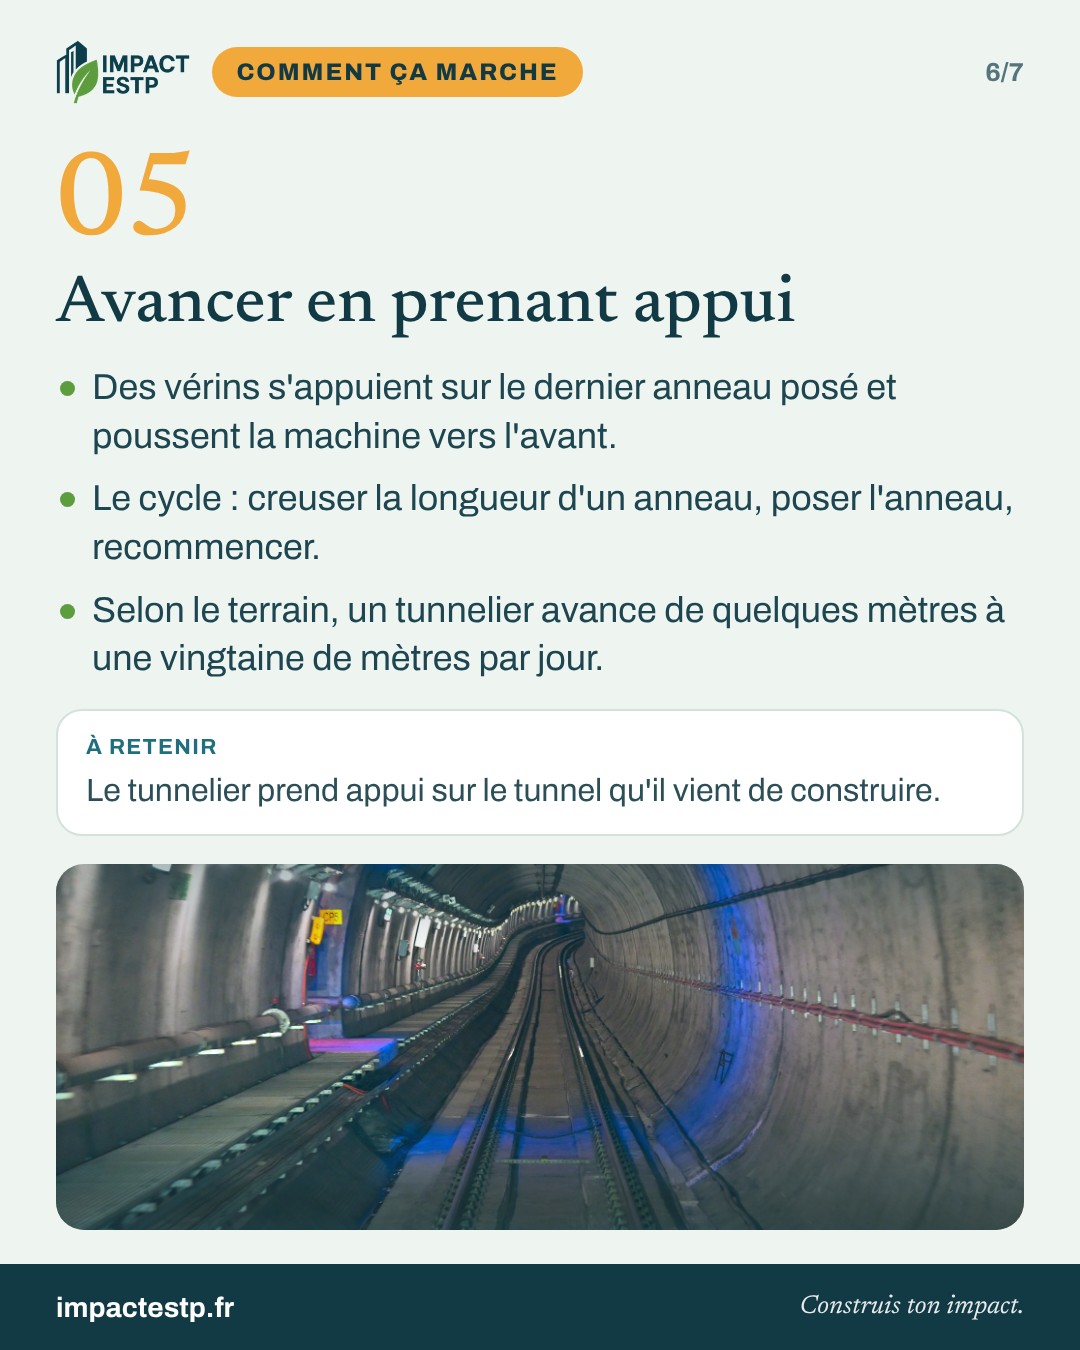 IMPACT
ESTP
COMMENT ÇA MARCHE
6/7
05
Avancer en prenant appui
Des vérins s'appuient sur le dernier anneau posé et
poussent la machine vers l'avant.
Le cycle : creuser la longueur d'un anneau, poser l'anneau,
recommencer.
Selon le terrain, un tunnelier avance de quelques mètres à
une vingtaine de mètres par jour.
À RETENIR
Le tunnelier prend appui sur le tunnel qu'il vient de construire.
impactestp.fr
Construis ton impact.